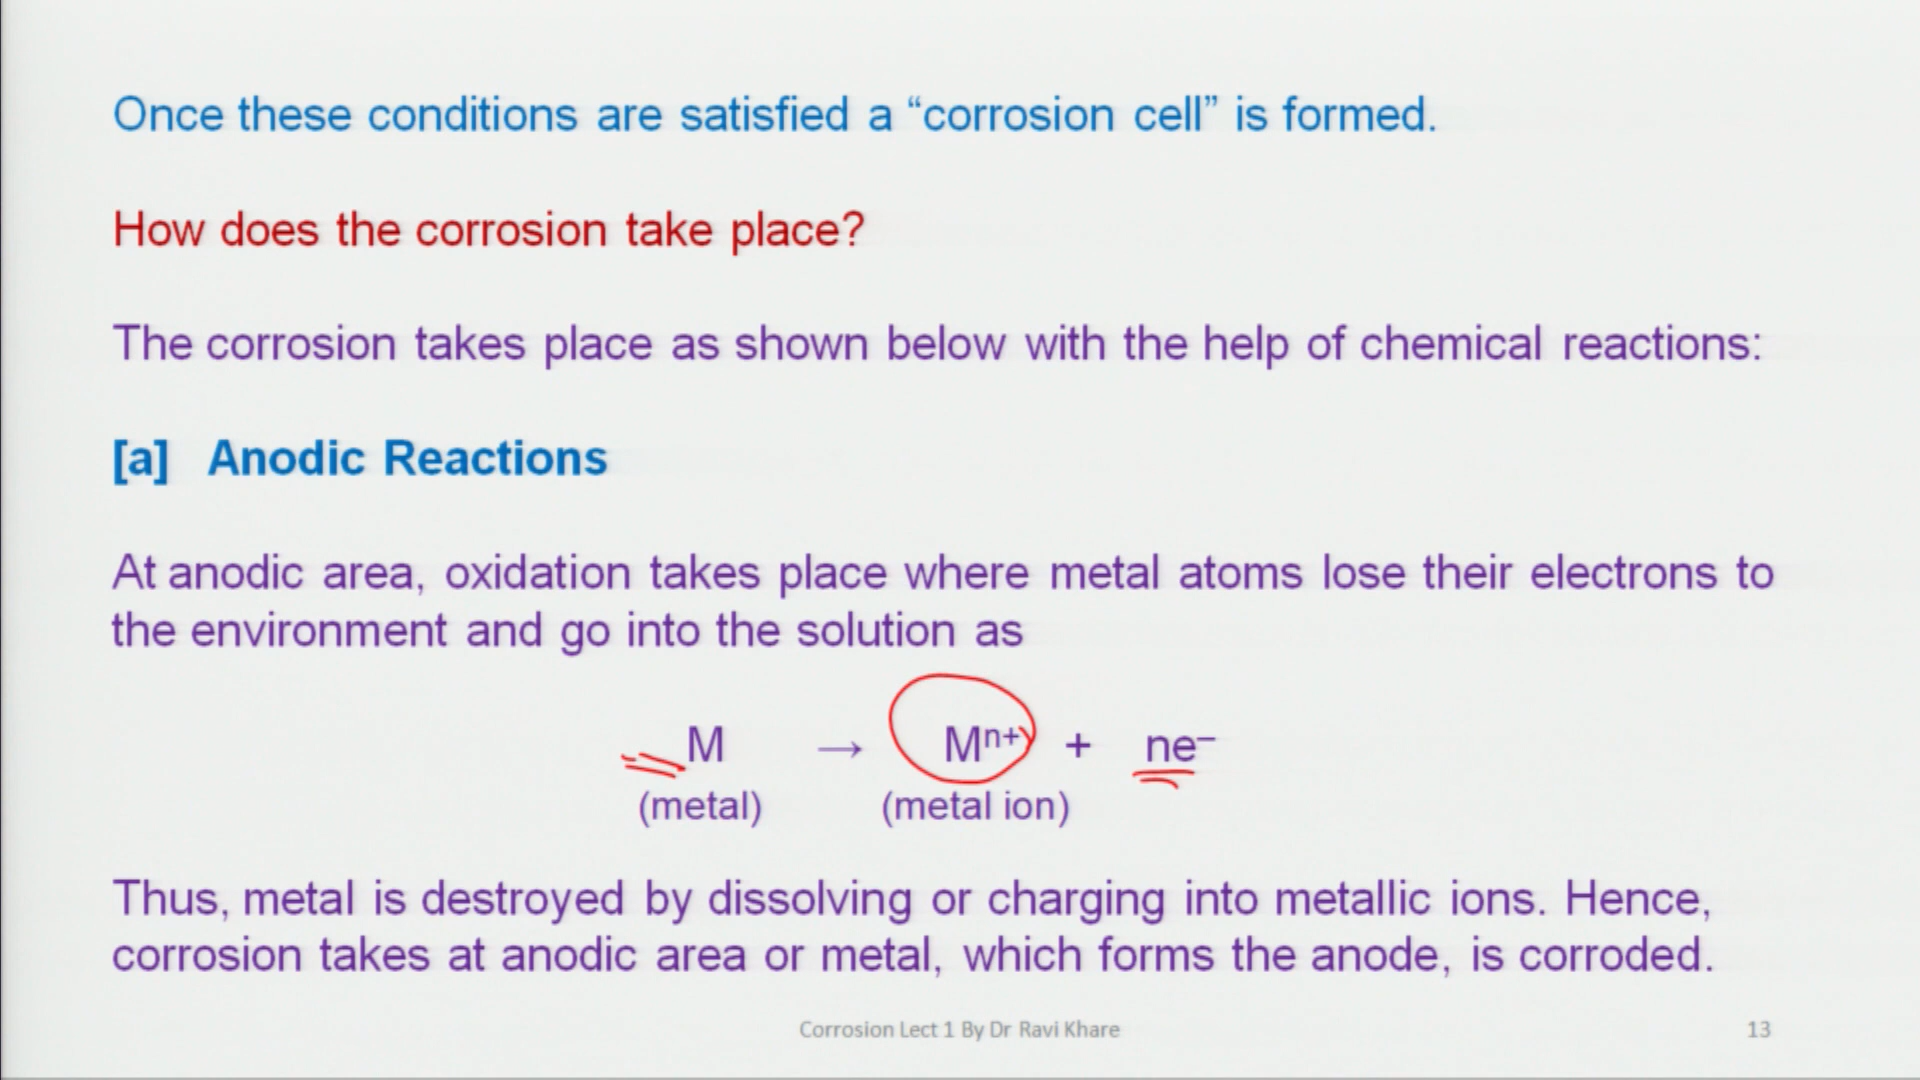 Once these conditions are satisfied a “corrosion cell” is formed.
How does the corrosion take place?
The corrosion takes place as shown below with the help of chemical reactions:
[a] Anodic Reactions
At anodic area, oxidation takes place where metal atoms lose their electrons to
the environment and go into the solution as
M → Mⁿ⁺ + ne⁻
(metal) (metal ion)
Thus, metal is destroyed by dissolving or charging into metallic ions. Hence,
corrosion takes at anodic area or metal, which forms the anode, is corroded.
Corrosion Lect 1 By Dr Ravi Khare 13